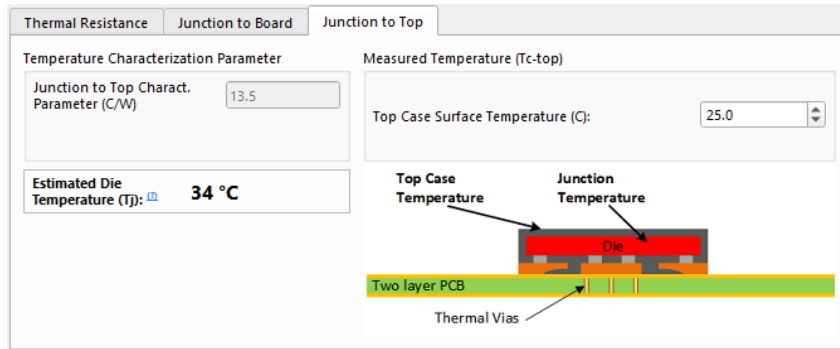 Thermal Resistance
Junction to Board
Junction to Top
Temperature Characterization Parameter
Junction to Top Charact.
Parameter (C/W)
13.5
Estimated Die
Temperature (Tj): (?)
34 °C
Measured Temperature (Tc-top)
Top Case Surface Temperature (C):
25.0
Top Case
Temperature
Junction
Temperature
Die
Two layer PCB
Thermal Vias